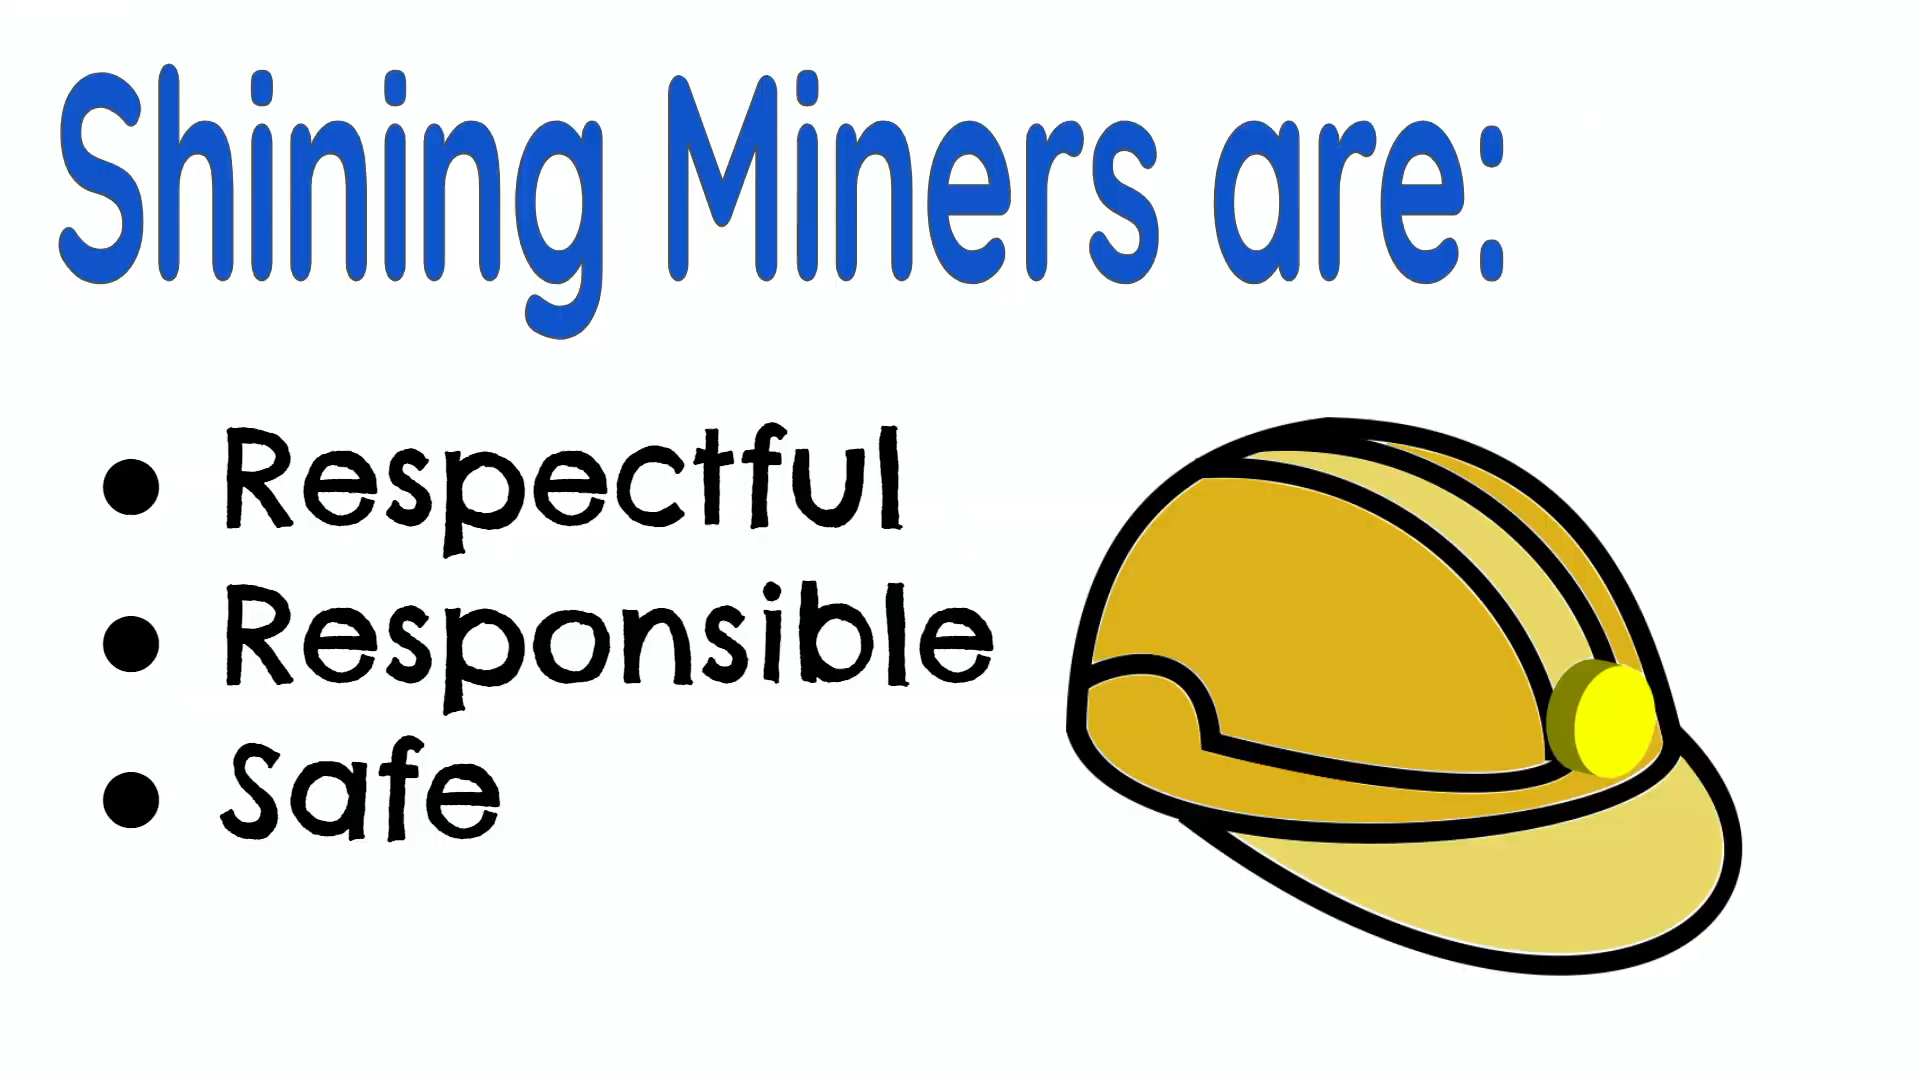 Shining Miners are:
● Respectful
● Responsible
● Safe